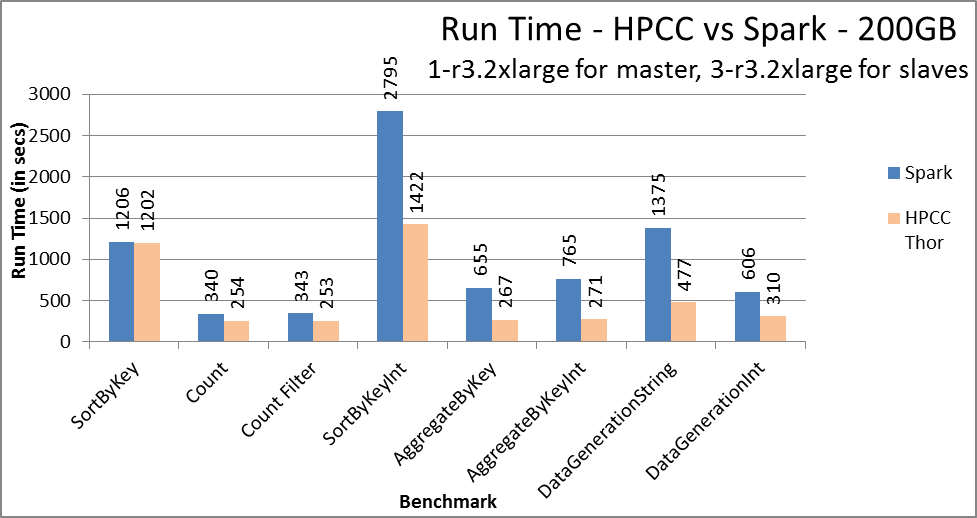 Run Time - HPCC vs Spark - 200GB
1-r3.2xlarge for master, 3-r3.2xlarge for slaves
Run Time (in secs)
3000
2500
2000
1500
1000
500
0
1206
1202
340
254
343
253
2795
1422
655
267
765
271
1375
477
606
310
SortByKey
Count
Count Filter
SortByKeyInt
AggregateByKey
AggregateByKeyInt
DataGenerationString
DataGenerationInt
Benchmark
Spark
HPCC
Thor